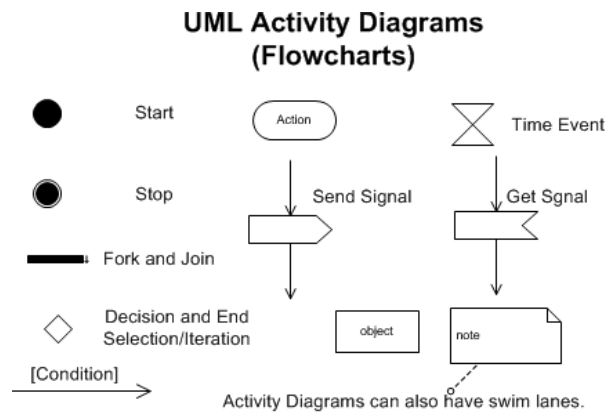 UML Activity Diagrams
(Flowcharts)
Start
Action
Time Event
Stop
Send Signal
Get Sgnal
Fork and Join
Decision and End
Selection/Iteration
object
note
[Condition]
Activity Diagrams can also have swim lanes.